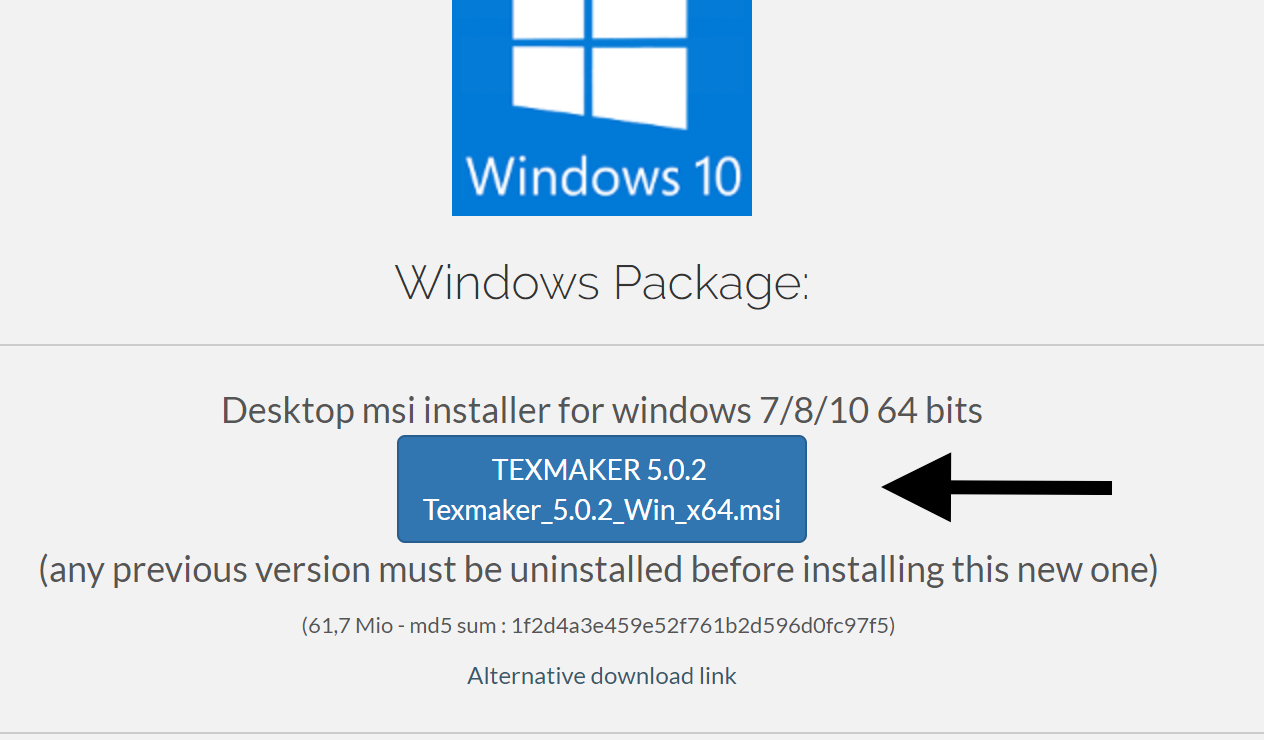 Windows 10
Windows Package:
Desktop msi installer for windows 7/8/10 64 bits
TEXMAKER 5.0.2
Texmaker_5.0.2_Win_x64.msi
(any previous version must be uninstalled before installing this new one)
(61,7 Mio - md5 sum : 1f2d4a3e459e52f761b2d596d0fc97f5)
Alternative download link